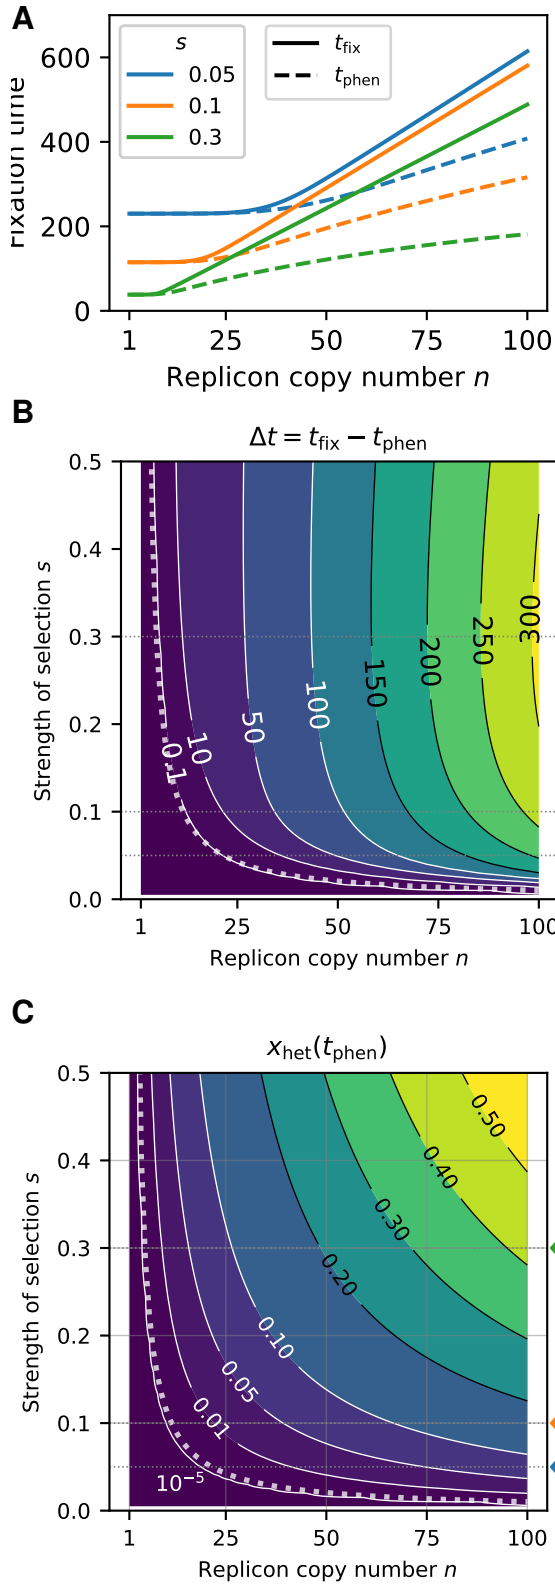 A
s
0.05
0.1
0.3
t_fix
t_phen
600
400
200
0
Fixation time
1 25 50 75 100
Replicon copy number n
B
Δt = t_fix − t_phen
0.5
0.4
0.3
0.2
0.1
0.0
Strength of selection s
0.1
10
50
100
150
200
250
300
1 25 50 75 100
Replicon copy number n
C
x_het(t_phen)
0.5
0.4
0.3
0.2
0.1
0.0
Strength of selection s
10⁻⁵
0.01
0.05
0.10
0.20
0.30
0.40
0.50
1 25 50 75 100
Replicon copy number n